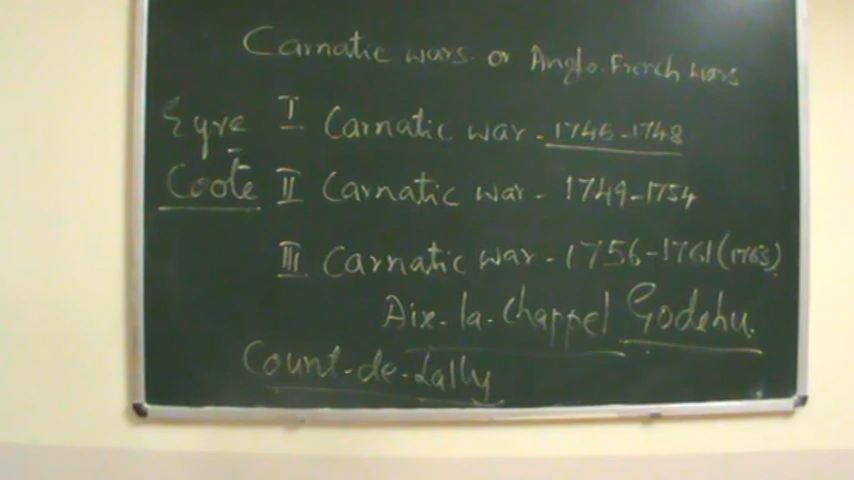 Carnatic wars or Anglo-French wars
Eyre I Carnatic war - 1746-1748
Coote II Carnatic war - 1749-1754
III Carnatic war - 1756-1761(1763)
Aix-la-Chappel Godehu.
Count-de-Lally